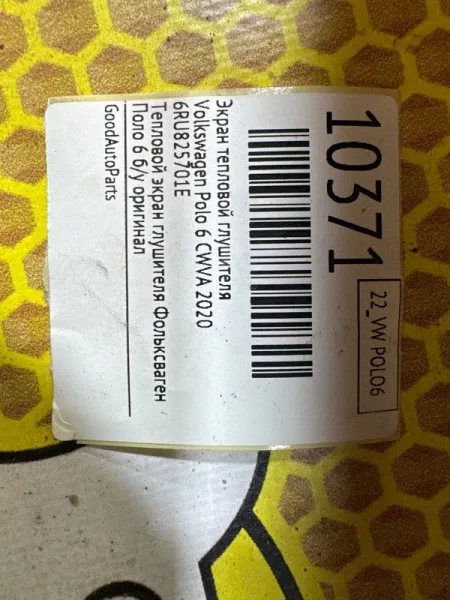 10371
22_VW POLO6
Экран тепловой глушителя
Volkswagen Polo 6 CWVA 2020
6RU825701E
Тепловой экран глушителя Фольксваген
Поло 6 б/у оригинал
GoodAutoParts